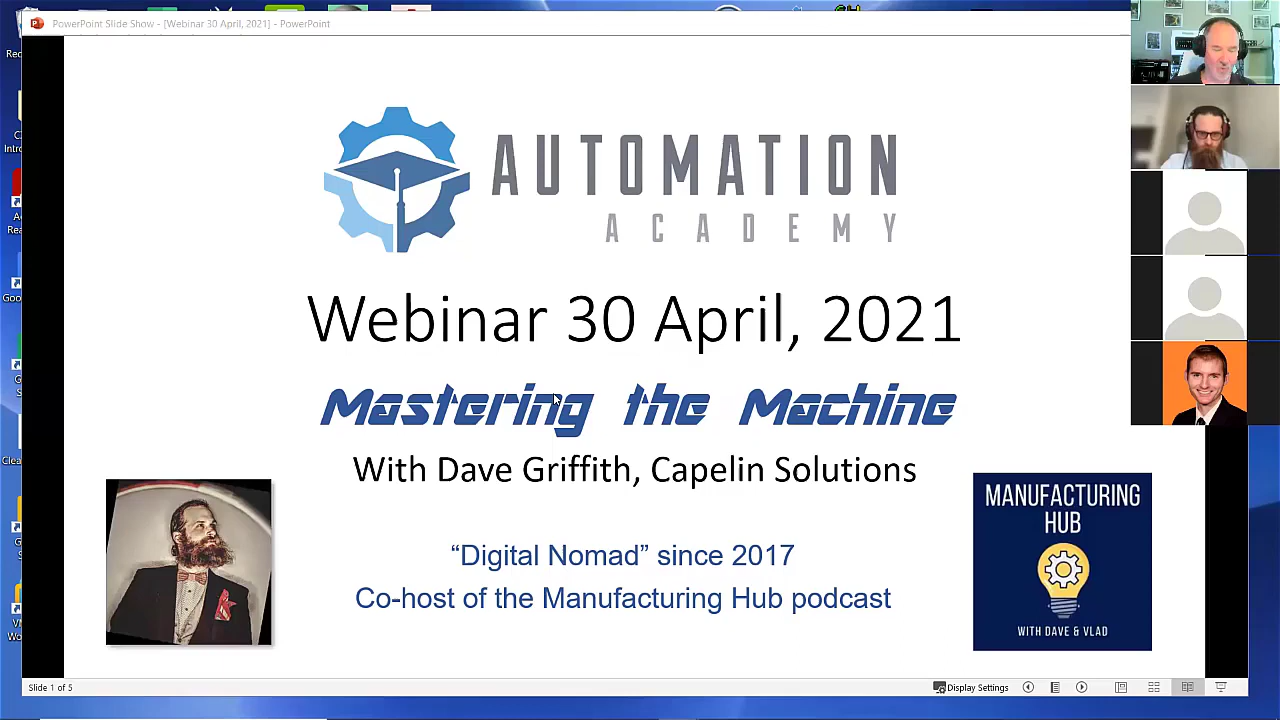 PowerPoint Slide Show - [Webinar 30 April, 2021] - PowerPoint
AUTOMATION
ACADEMY
Webinar 30 April, 2021
Mastering the Machine
With Dave Griffith, Capelin Solutions
“Digital Nomad” since 2017
Co-host of the Manufacturing Hub podcast
MANUFACTURING
HUB
WITH DAVE & VLAD
Slide 1 of 5
Display Settings